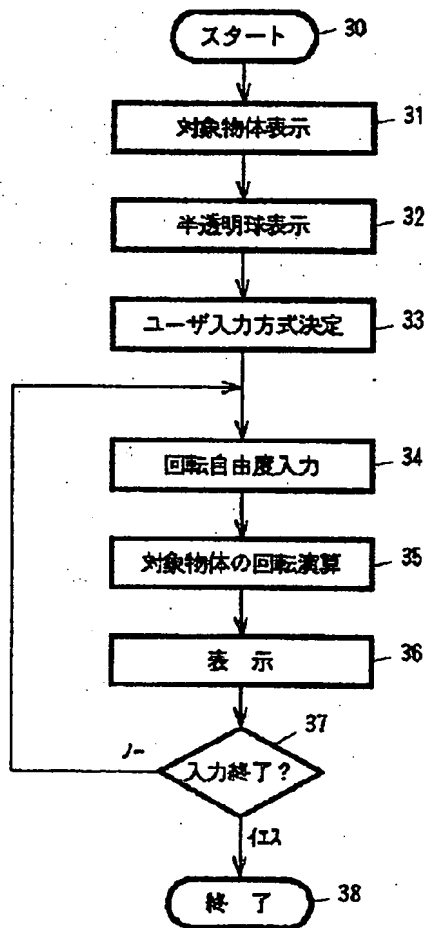 スタート 30
対象物体表示 31
半透明球表示 32
ユーザ入力方式決定 33
回転自由度入力 34
対象物体の回転演算 35
表 示 36
37
ノー 入力終了?
イエス
終 了 38